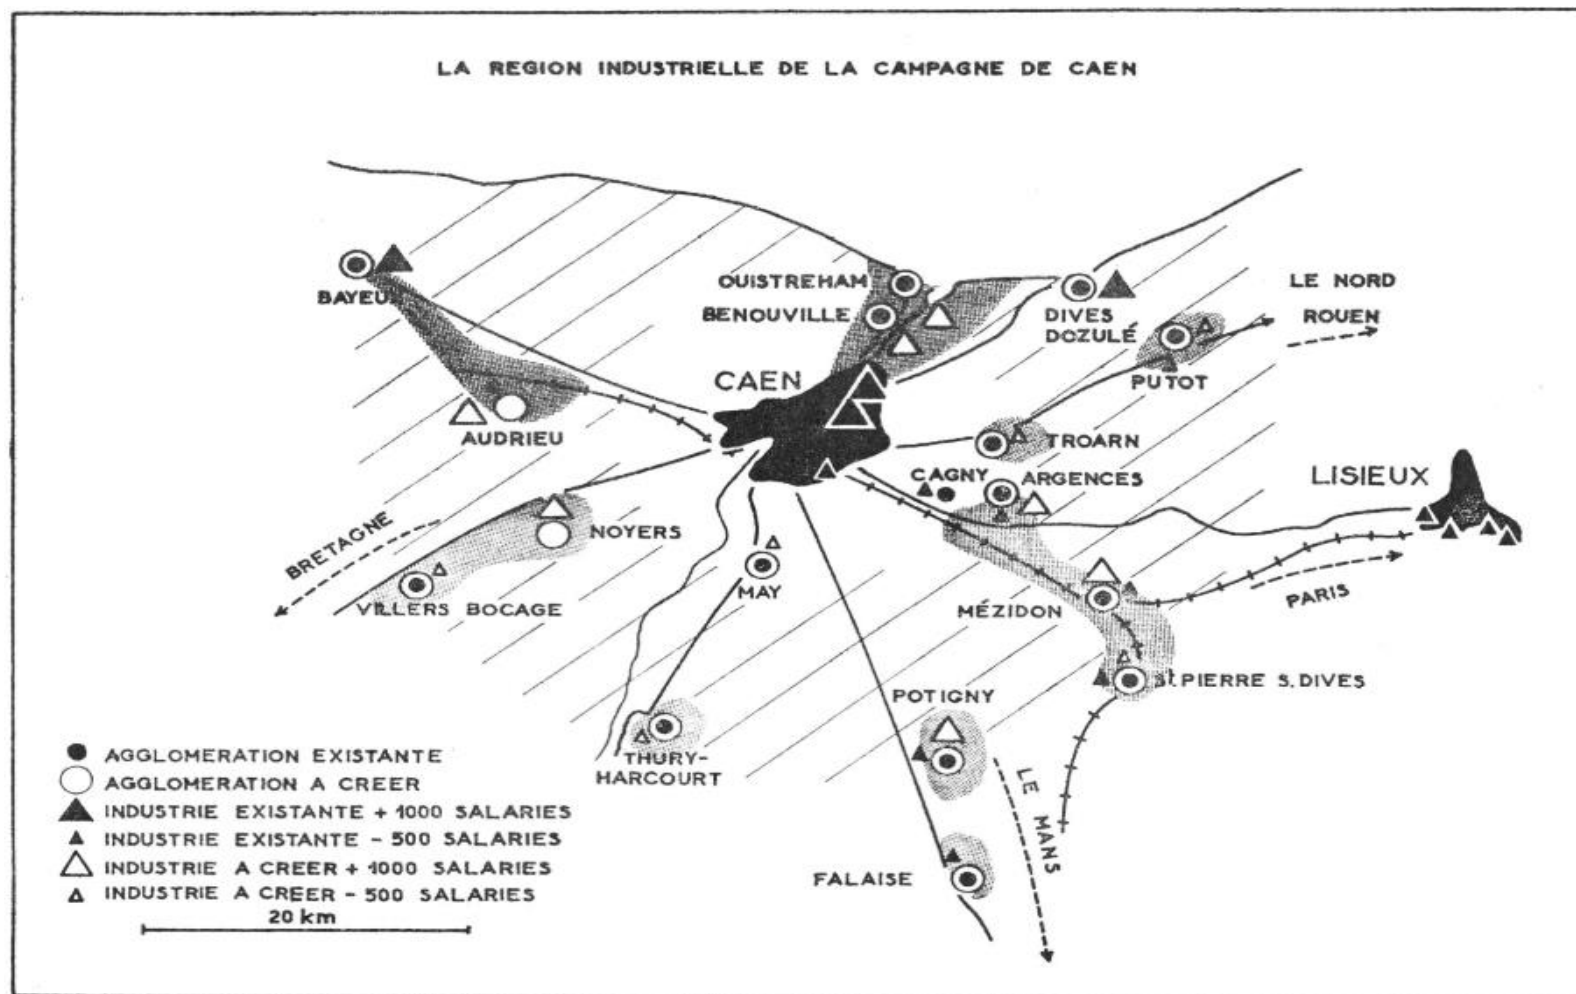 LA REGION INDUSTRIELLE DE LA CAMPAGNE DE CAEN
LE NORD
ROUEN
BAYEUX
OUISTREHAM
BENOUVILLE
DIVES
DOZULÉ
PUTOT
CAEN
AUDRIEU
TROARN
CAGNY
ARGENCES
LISIEUX
BRETAGNE
NOYERS
VILLERS BOCAGE
MAY
MÉZIDON
PARIS
ST. PIERRE S. DIVES
POTIGNY
THURY-
HARCOURT
LE MANS
FALAISE
AGGLOMERATION EXISTANTE
AGGLOMERATION A CREER
INDUSTRIE EXISTANTE + 1000 SALARIES
INDUSTRIE EXISTANTE - 500 SALARIES
INDUSTRIE A CREER + 1000 SALARIES
INDUSTRIE A CREER - 500 SALARIES
20 km